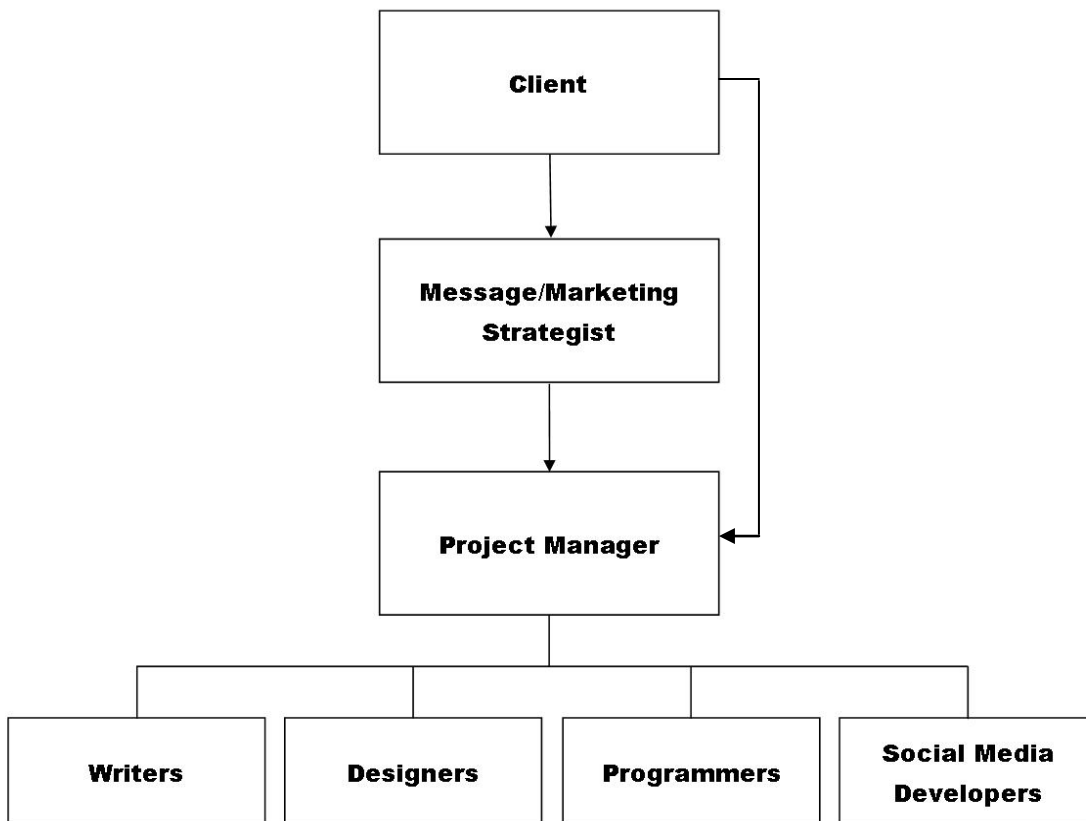 Client
Message/Marketing
Strategist
Project Manager
Writers
Designers
Programmers
Social Media
Developers